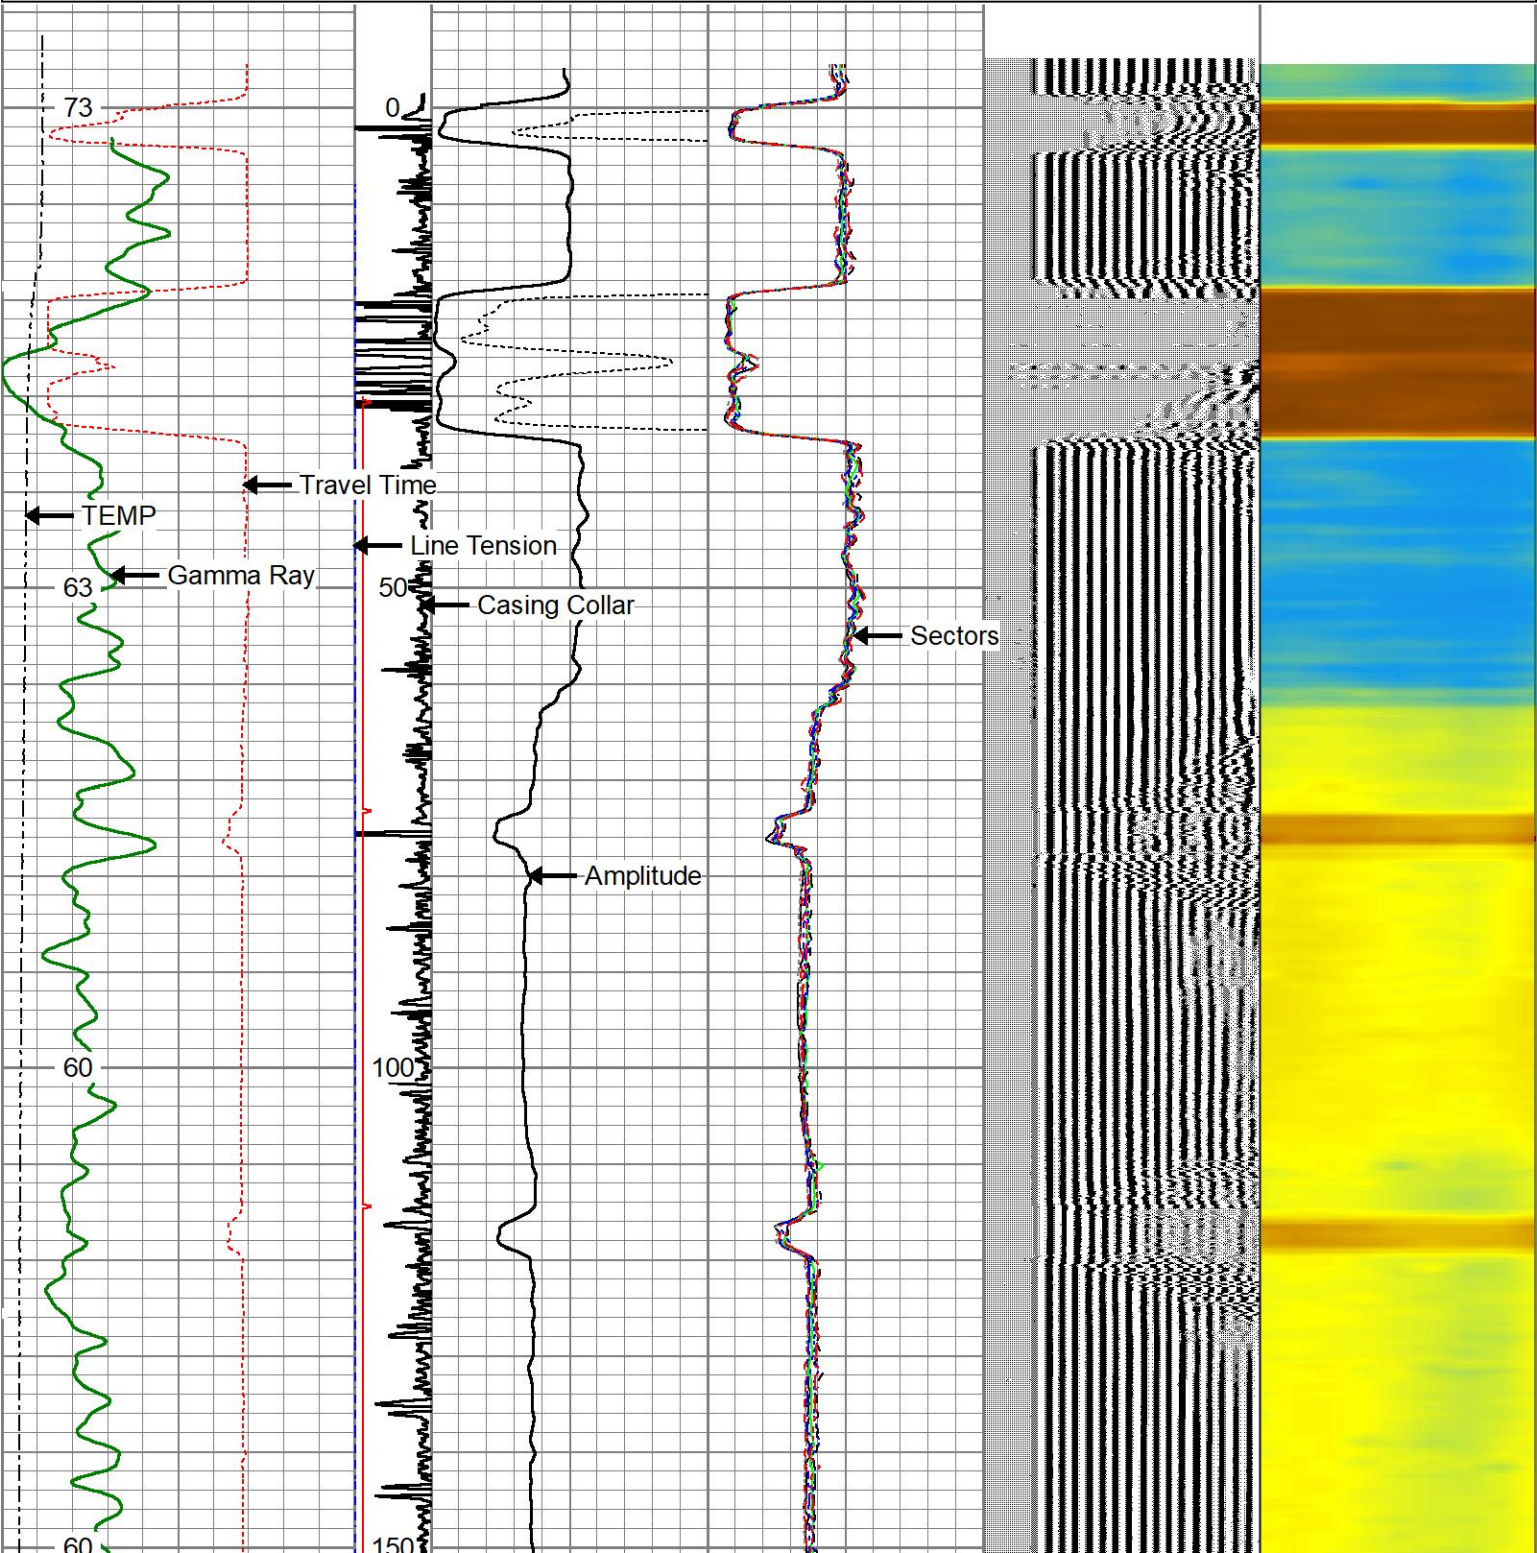 73 0
Travel Time
TEMP
Line Tension
Gamma Ray
63 50
Casing Collar
Sectors
Amplitude
60 100
60 150